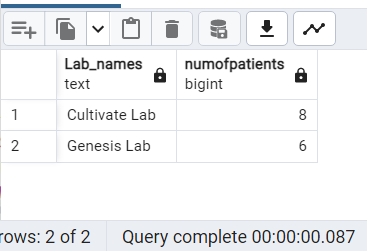 Lab_names numofpatients
text bigint
1 Cultivate Lab 8
2 Genesis Lab 6
rows: 2 of 2 Query complete 00:00:00.087